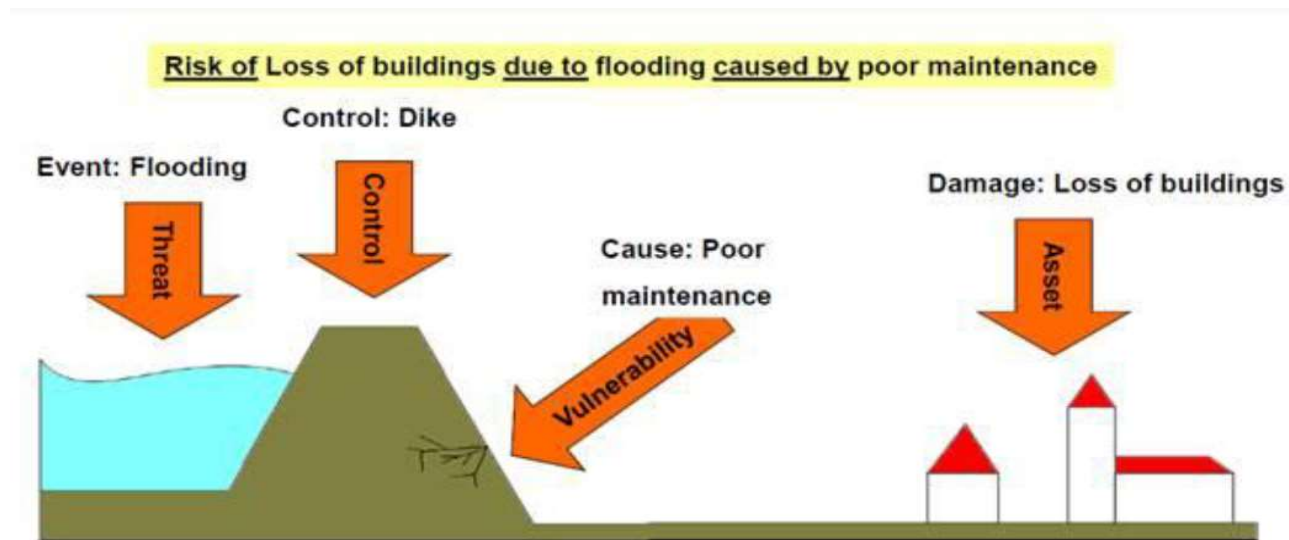 Risk of Loss of buildings due to flooding caused by poor maintenance
Control: Dike
Event: Flooding
Damage: Loss of buildings
Control
Threat
Cause: Poor
maintenance
Asset
Vulnerability